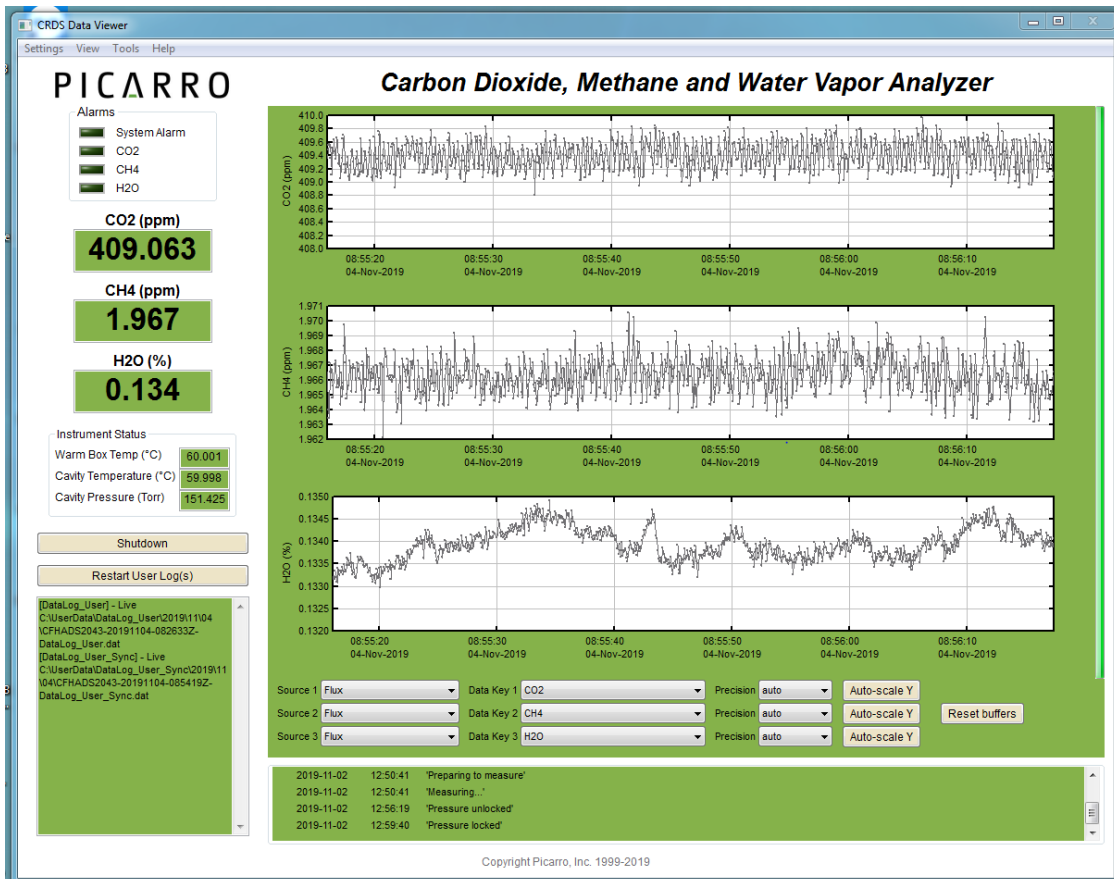 CRDS Data Viewer
Settings View Tools Help
PICARRO
Carbon Dioxide, Methane and Water Vapor Analyzer
Alarms
System Alarm
CO2
CH4
H2O
CO2 (ppm)
409.063
CH4 (ppm)
1.967
H2O (%)
0.134
Instrument Status
Warm Box Temp (°C) 60.001
Cavity Temperature (°C) 59.998
Cavity Pressure (Torr) 151.425
Shutdown
Restart User Log(s)
[DataLog_User] - Live
C:\UserData\DataLog_User\2019\11\04
\CFHADS2043-20191104-082633Z-
DataLog_User.dat
[DataLog_User_Sync] - Live
C:\UserData\DataLog_User_Sync\2019\11
\04\CFHADS2043-20191104-085419Z-
DataLog_User_Sync.dat
CO2 (ppm)
410.0
409.8
409.6
409.4
409.2
409.0
408.8
408.6
408.4
408.2
408.0
08:55:20 08:55:30 08:55:40 08:55:50 08:56:00 08:56:10
04-Nov-2019 04-Nov-2019 04-Nov-2019 04-Nov-2019 04-Nov-2019 04-Nov-2019
CH4 (ppm)
1.971
1.970
1.969
1.968
1.967
1.966
1.965
1.964
1.963
1.962
08:55:20 08:55:30 08:55:40 08:55:50 08:56:00 08:56:10
04-Nov-2019 04-Nov-2019 04-Nov-2019 04-Nov-2019 04-Nov-2019 04-Nov-2019
H2O (%)
0.1350
0.1345
0.1340
0.1335
0.1330
0.1325
0.1320
08:55:20 08:55:30 08:55:40 08:55:50 08:56:00 08:56:10
04-Nov-2019 04-Nov-2019 04-Nov-2019 04-Nov-2019 04-Nov-2019 04-Nov-2019
Source 1 Flux Data Key 1 CO2 Precision auto Auto-scale Y
Source 2 Flux Data Key 2 CH4 Precision auto Auto-scale Y Reset buffers
Source 3 Flux Data Key 3 H2O Precision auto Auto-scale Y
2019-11-02 12:50:41 'Preparing to measure'
2019-11-02 12:50:41 'Measuring...'
2019-11-02 12:56:19 'Pressure unlocked'
2019-11-02 12:59:40 'Pressure locked'
Copyright Picarro, Inc. 1999-2019